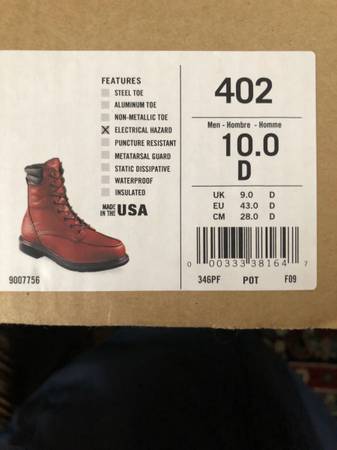 FEATURES
STEEL TOE
ALUMINUM TOE
NON-METALLIC TOE
ELECTRICAL HAZARD
PUNCTURE RESISTANT
METATARSAL GUARD
STATIC DISSIPATIVE
WATERPROOF
INSULATED
MADE IN THE USA
9007756
402
Men - Hombre - Homme
10.0
D
UK 9.0 D
EU 43.0 D
CM 28.0 D
0 00333 38164 7
346PF POT F09